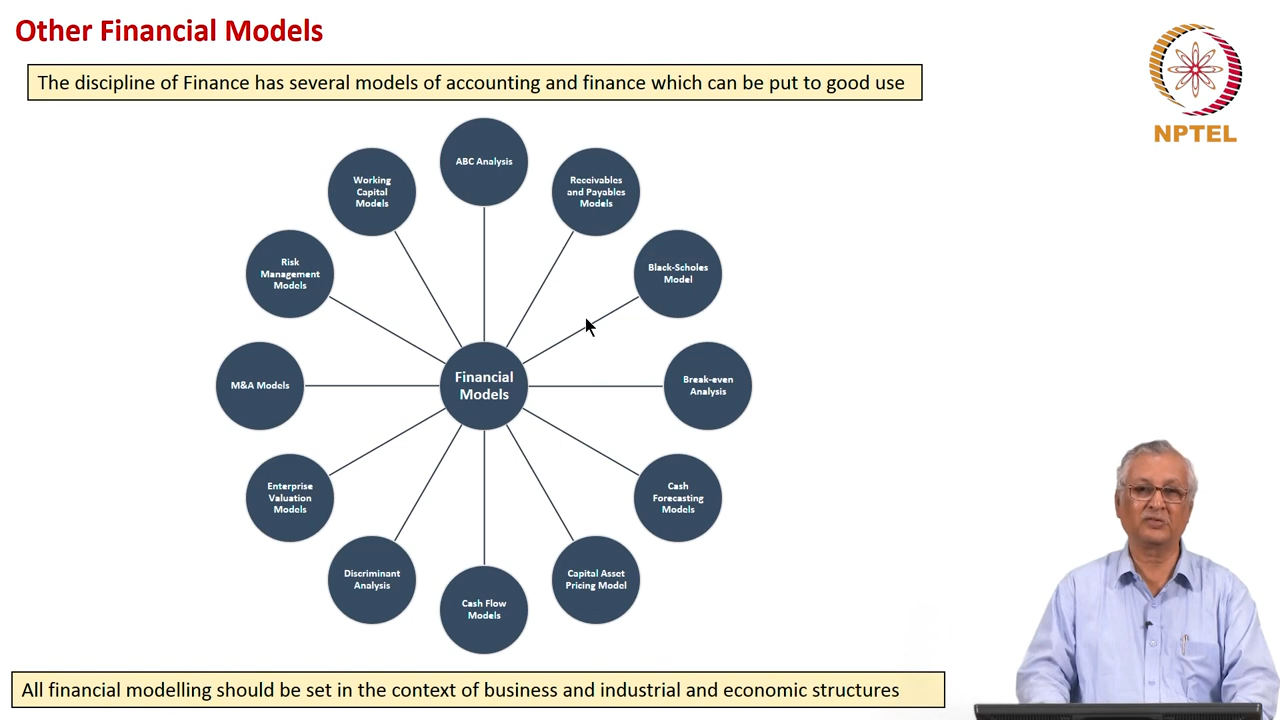 Other Financial Models
The discipline of Finance has several models of accounting and finance which can be put to good use
NPTEL
ABC Analysis
Receivables
and Payables
Models
Black-Scholes
Model
Break-even
Analysis
Cash
Forecasting
Models
Capital Asset
Pricing Model
Cash Flow
Models
Discriminant
Analysis
Enterprise
Valuation
Models
M&A Models
Risk
Management
Models
Working
Capital
Models
Financial
Models
All financial modelling should be set in the context of business and industrial and economic structures